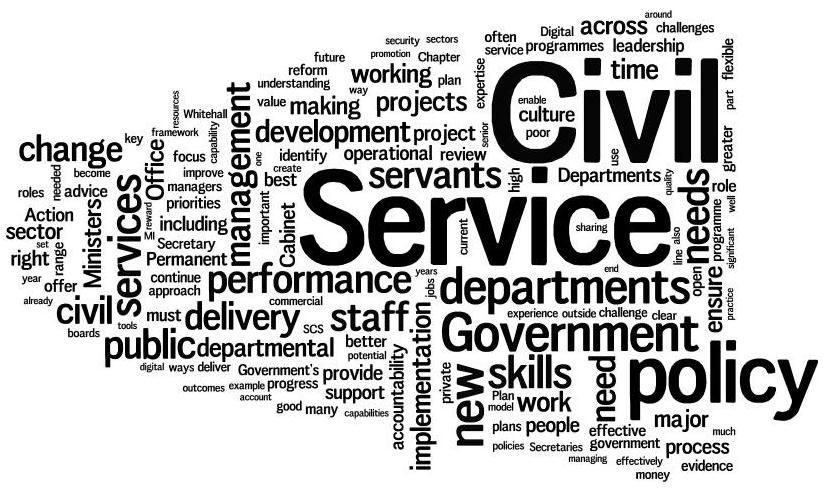 around
security sectors
often
Digital
across
challenges
future
promotion
Chapter
service
programmes
leadership
reform
working
plan
expertise
Civil
time
flexible
understanding
way
value
making
projects
enable
culture
poor
part
resources
Whitehall
management
development
project
senior
use
greater
change
key
framework
capability
focus
one
identify
operational
review
Office
improve
create
best
servants
high
Departments
quality
needed
become
managers
roles
advice
services
priorities
important
Service
needs
role
well
Action
Ministers
reward
including
Cabinet
current
sharing
also
line
programme
significant
sector
set
MI
Secretary
right
range
Permanent
end
open
ensure
year
offer
continue
approach
performance
years
jobs
departments
practice
already
civil
tools
must
commercial
delivery
SCS
staff
experience
outside
challenge
clear
boards
public
departmental
better
potential
implementation
Government
digital
ways
deliver
Government's
provide
accountability
private
new
skills
need
policy
outcomes
example
progress
account
support
Plan
model
work
good
many
capabilities
plans
people
effective
major
much
policies
Secretaries
government
process
managing
effectively
evidence
money